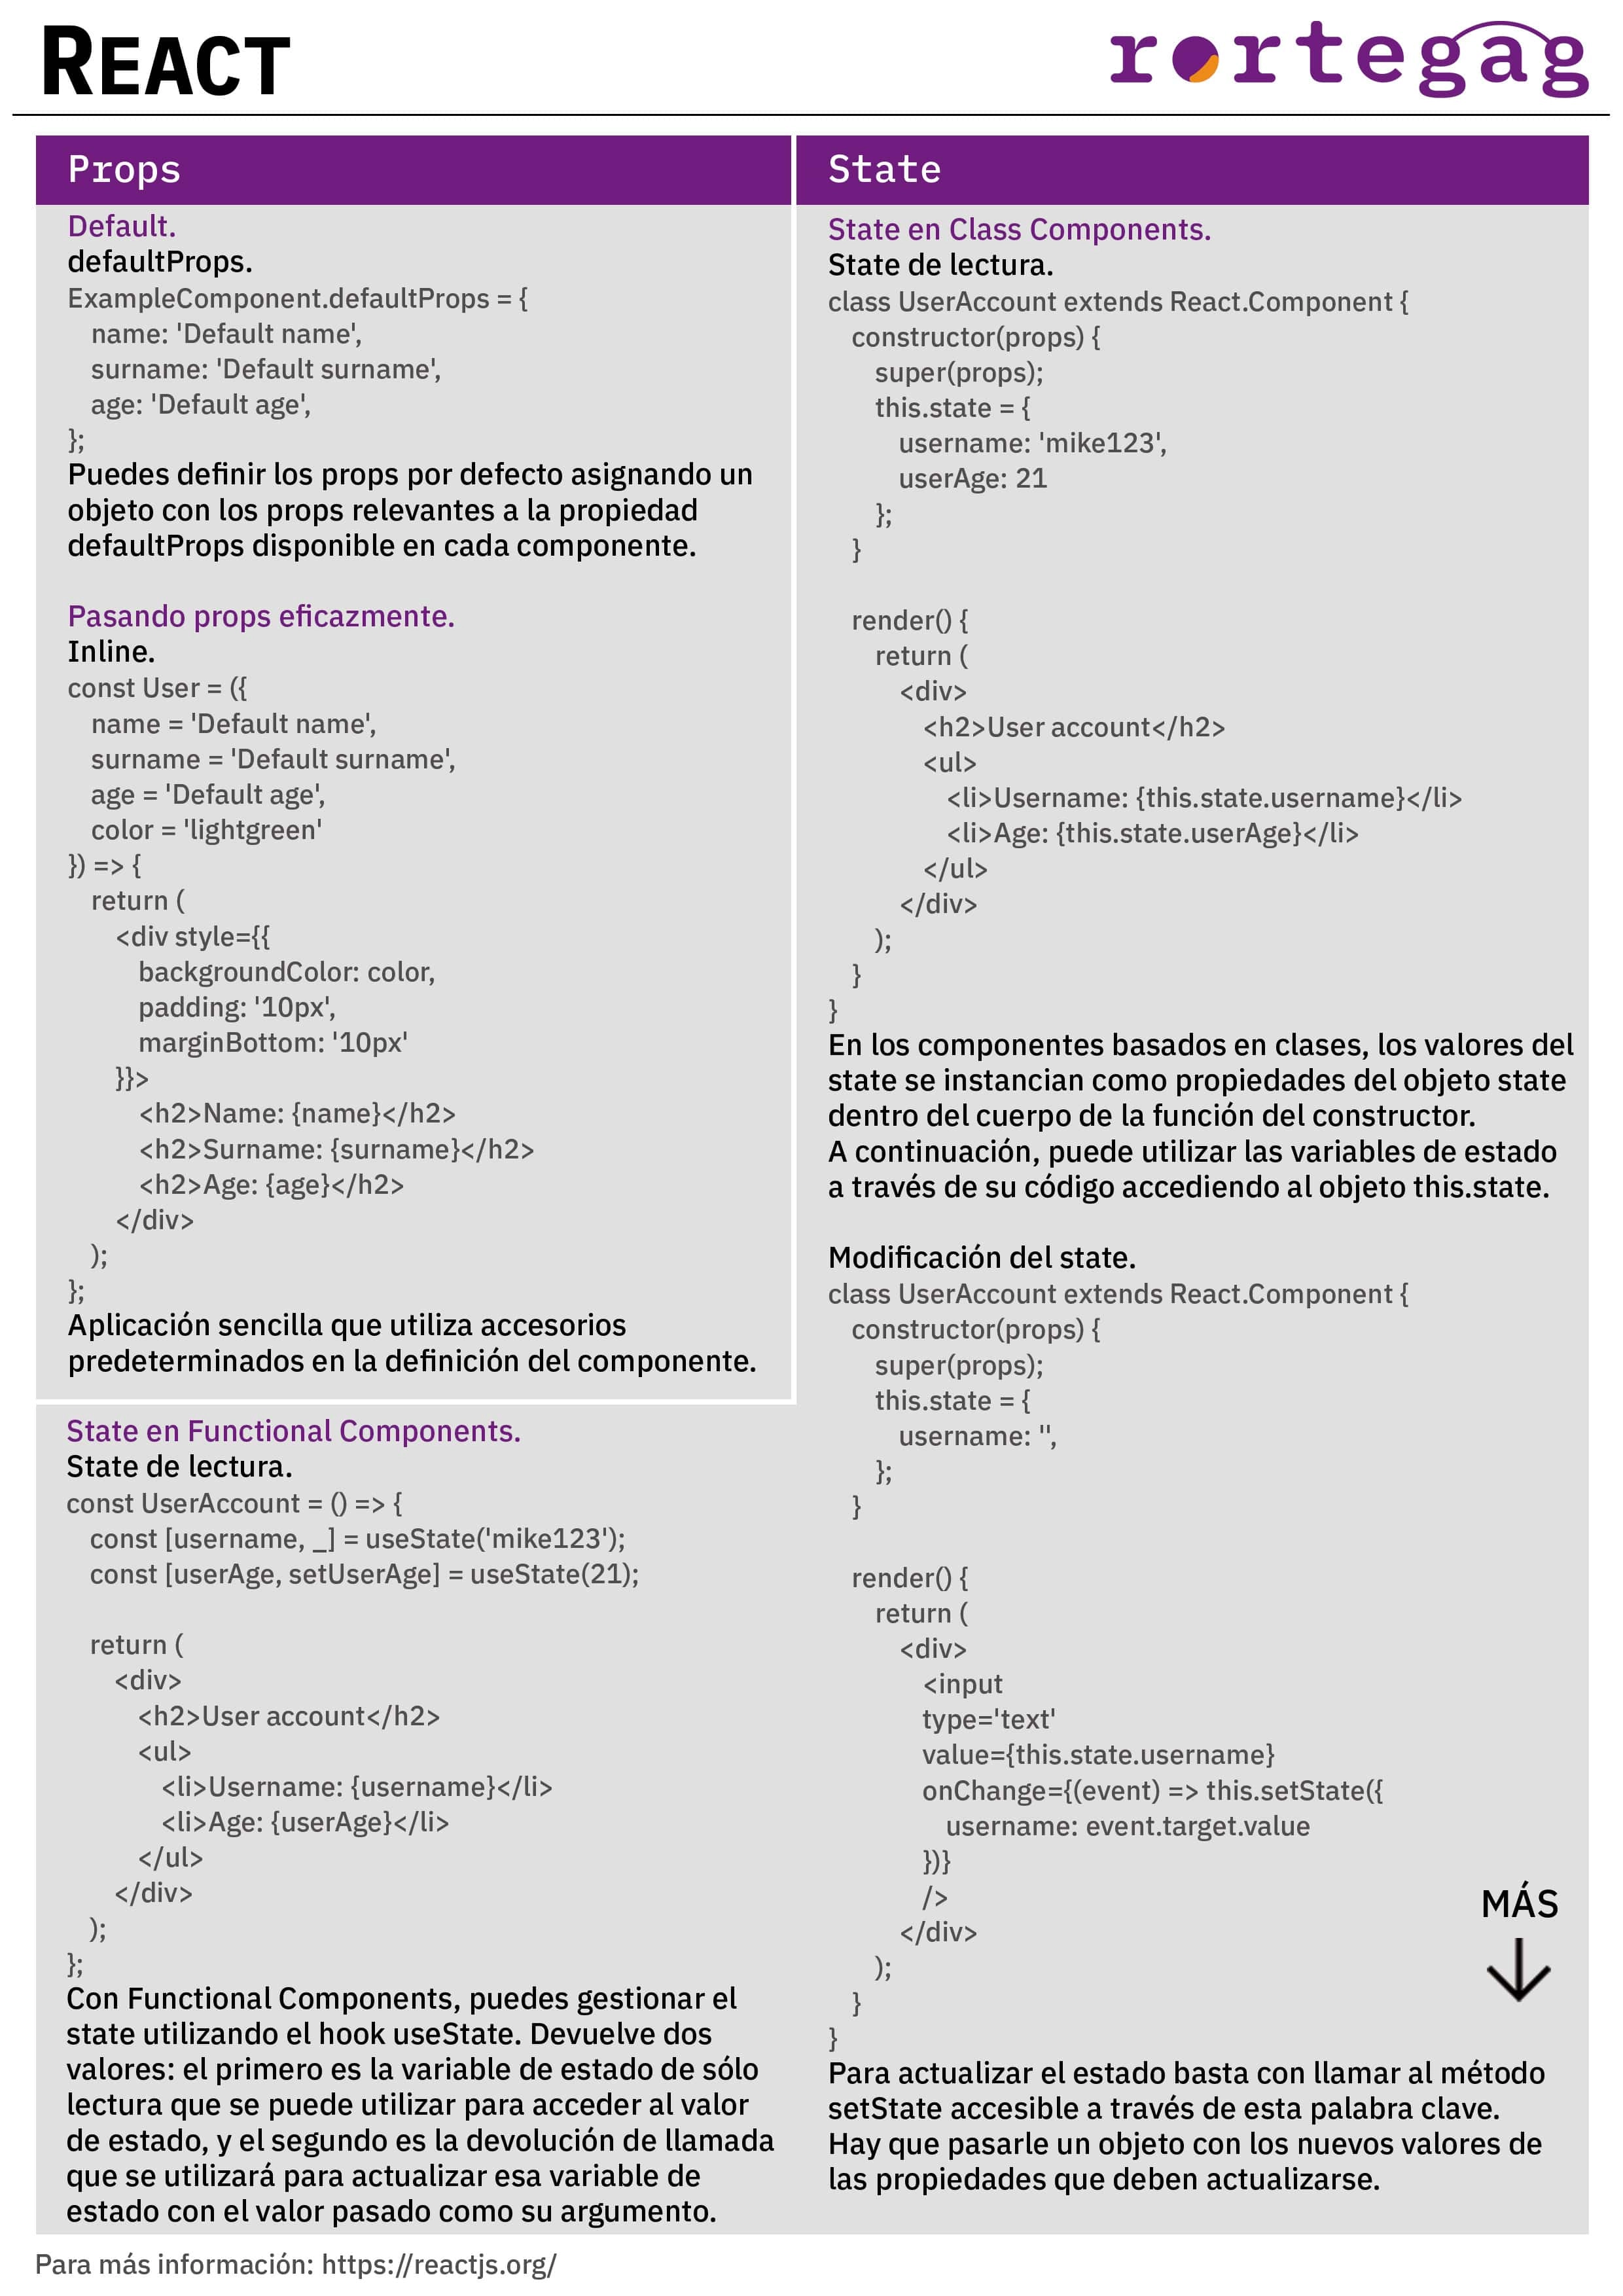 REACT
rortegag
Props
Default.
defaultProps.
ExampleComponent.defaultProps = {
name: 'Default name',
surname: 'Default surname',
age: 'Default age',
};
Puedes definir los props por defecto asignando un
objeto con los props relevantes a la propiedad
defaultProps disponible en cada componente.
Pasando props eficazmente.
Inline.
const User = ({
name = 'Default name',
surname = 'Default surname',
age = 'Default age',
color = 'lightgreen'
}) => {
return (
<div style={{
backgroundColor: color,
padding: '10px',
marginBottom: '10px'
}}>
<h2>Name: {name}</h2>
<h2>Surname: {surname}</h2>
<h2>Age: {age}</h2>
</div>
);
};
Aplicación sencilla que utiliza accesorios
predeterminados en la definición del componente.
State en Functional Components.
State de lectura.
const UserAccount = () => {
const [username, _] = useState('mike123');
const [userAge, setUserAge] = useState(21);
return (
<div>
<h2>User account</h2>
<ul>
<li>Username: {username}</li>
<li>Age: {userAge}</li>
</ul>
</div>
);
};
Con Functional Components, puedes gestionar el
state utilizando el hook useState. Devuelve dos
valores: el primero es la variable de estado de sólo
lectura que se puede utilizar para acceder al valor
de estado, y el segundo es la devolución de llamada
que se utilizará para actualizar esa variable de
estado con el valor pasado como su argumento.
State
State en Class Components.
State de lectura.
class UserAccount extends React.Component {
constructor(props) {
super(props);
this.state = {
username: 'mike123',
userAge: 21
};
}
render() {
return (
<div>
<h2>User account</h2>
<ul>
<li>Username: {this.state.username}</li>
<li>Age: {this.state.userAge}</li>
</ul>
</div>
);
}
}
En los componentes basados en clases, los valores del
state se instancian como propiedades del objeto state
dentro del cuerpo de la función del constructor.
A continuación, puede utilizar las variables de estado
a través de su código accediendo al objeto this.state.
Modificación del state.
class UserAccount extends React.Component {
constructor(props) {
super(props);
this.state = {
username: '',
};
}
render() {
return (
<div>
<input
type='text'
value={this.state.username}
onChange={(event) => this.setState({
username: event.target.value
})}
/>
</div>
);
}
}
Para actualizar el estado basta con llamar al método
setState accesible a través de esta palabra clave.
Hay que pasarle un objeto con los nuevos valores de
las propiedades que deben actualizarse.
MÁS
Para más información: https://reactjs.org/